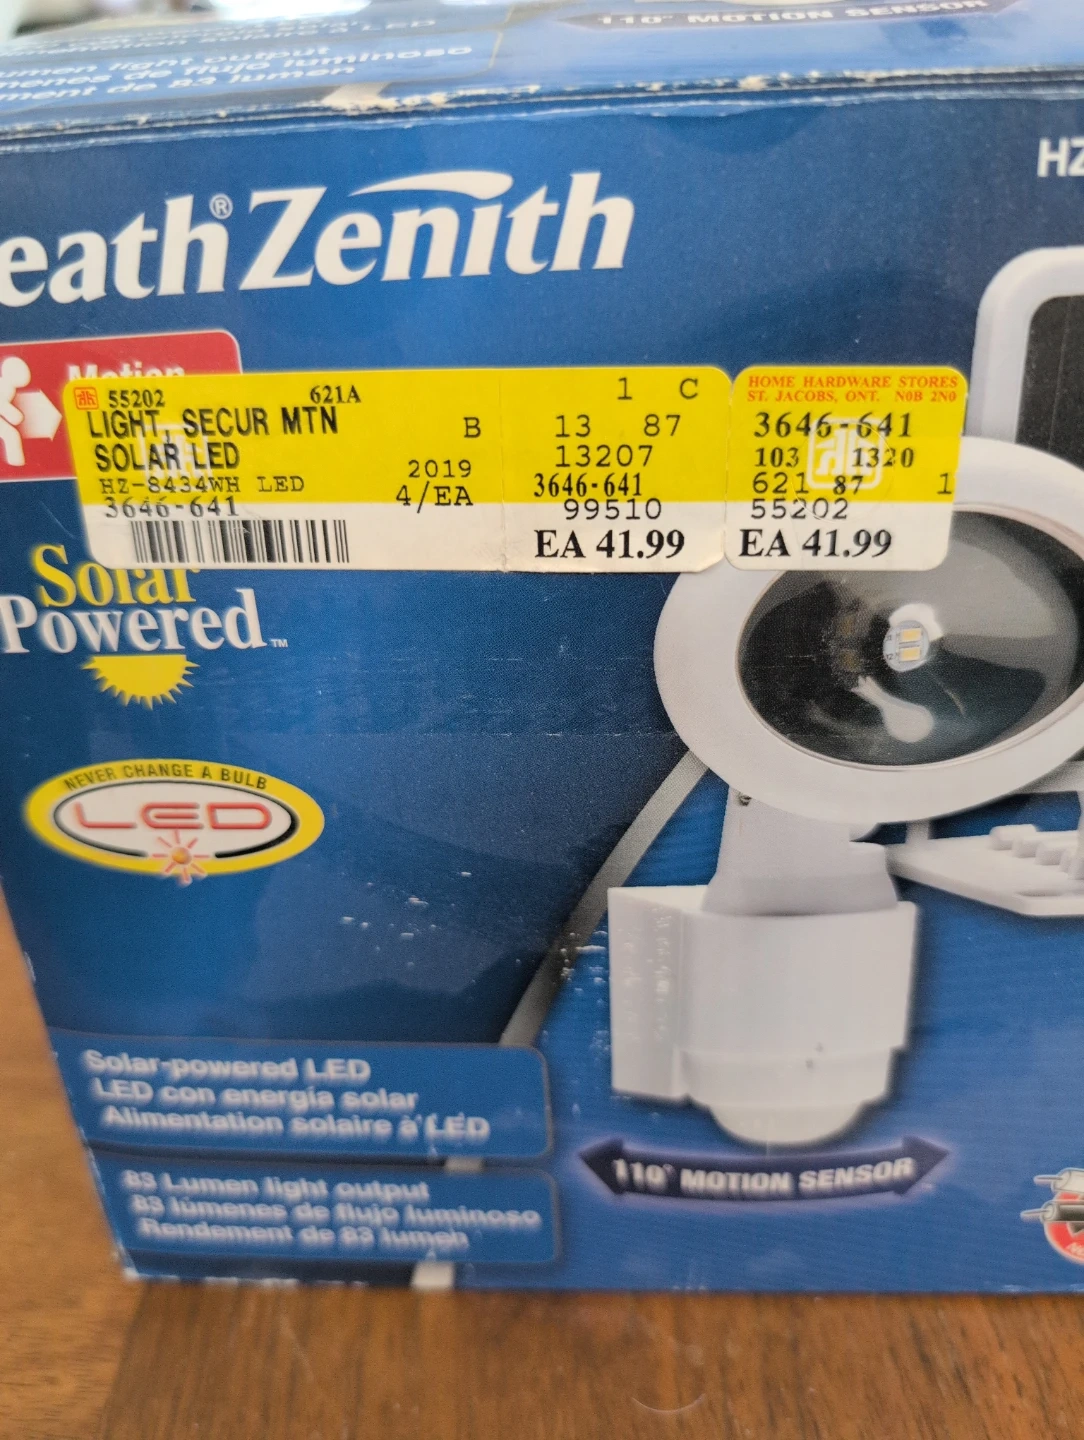 110° MOTION SENSOR
lumen light output
de flujo luminoso
de 83 lumen
HZ
eath® Zenith
Motion
55202 621A
LIGHT, SECUR MTN
SOLAR LED
HZ-8434WH LED
3646-641
B
2019
4/EA
1 C
13 87
13207
3646-641
99510
EA 41.99
HOME HARDWARE STORES
ST. JACOBS, ONT. N0B 2N0
3646-641
103 1320
621 87 1
55202
EA 41.99
Solar
Powered™
NEVER CHANGE A BULB
LED
Solar-powered LED
LED con energía solar
Alimentation solaire à LED
83 Lumen light output
83 lúmenes de flujo luminoso
Rendement de 83 lumen
110° MOTION SENSOR